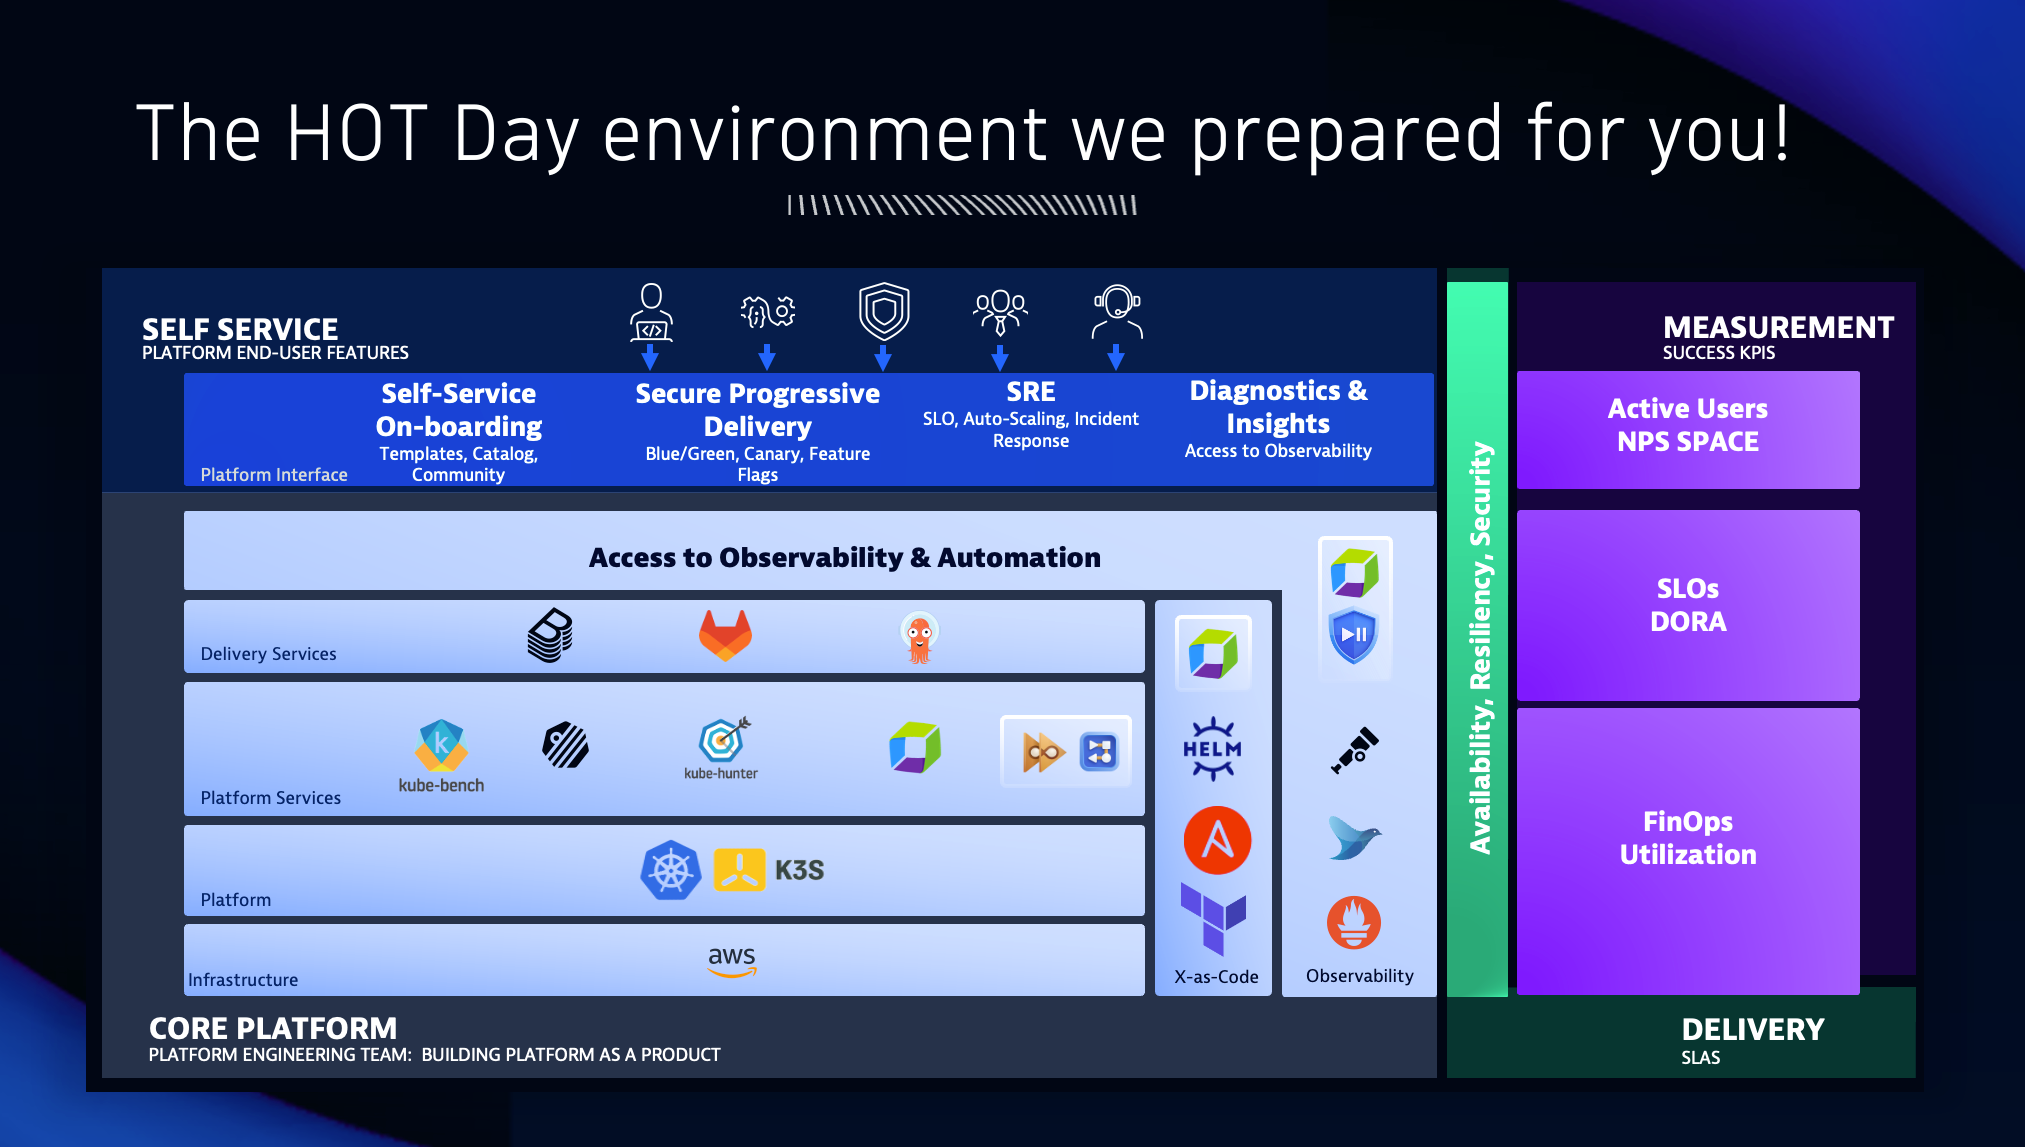 The HOT Day environment we prepared for you!
SELF SERVICE
PLATFORM END-USER FEATURES
</>
Platform Interface
Self-Service
On-boarding
Templates, Catalog,
Community
Secure Progressive
Delivery
Blue/Green, Canary, Feature
Flags
SRE
SLO, Auto-Scaling, Incident
Response
Diagnostics &
Insights
Access to Observability
Access to Observability & Automation
Delivery Services
Platform Services
k
kube-bench
kube-hunter
Platform
K3S
Infrastructure
aws
HELM
X-as-Code
Observability
CORE PLATFORM
PLATFORM ENGINEERING TEAM: BUILDING PLATFORM AS A PRODUCT
Availability, Resiliency, Security
MEASUREMENT
SUCCESS KPIS
Active Users
NPS SPACE
SLOs
DORA
FinOps
Utilization
DELIVERY
SLAS